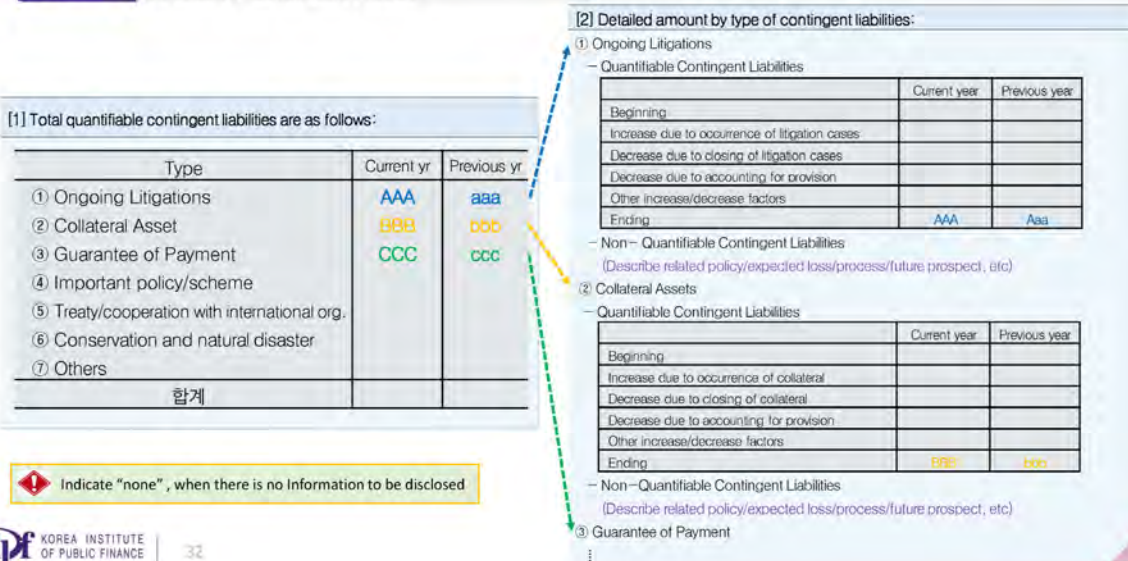 [1] Total quantifiable contingent liabilities are as follows:
Type Current yr Previous yr
① Ongoing Litigations AAA aaa
② Collateral Asset BBB bbb
③ Guarantee of Payment CCC ccc
④ Important policy/scheme
⑤ Treaty/cooperation with international org.
⑥ Conservation and natural disaster
⑦ Others
합계
Indicate "none" , when there is no Information to be disclosed
KOREA INSTITUTE
OF PUBLIC FINANCE
32
[2] Detailed amount by type of contingent liabilities:
① Ongoing Litigations
- Quantifiable Contingent Liabilities
Current year Previous year
Beginning
Increase due to occurrence of litigation cases
Decrease due to closing of litigation cases
Decrease due to accounting for provision
Other increase/decrease factors
Ending AAA Aaa
- Non- Quantifiable Contingent Liabilities
(Describe related policy/expected loss/process/future prospect, etc)
② Collateral Assets
- Quantifiable Contingent Liabilities
Current year Previous year
Beginning
Increase due to occurrence of collateral
Decrease due to closing of collateral
Decrease due to accounting for provision
Other increase/decrease factors
Ending BBB bbb
- Non-Quantifiable Contingent Liabilities
(Describe related policy/expected loss/process/future prospect, etc)
③ Guarantee of Payment